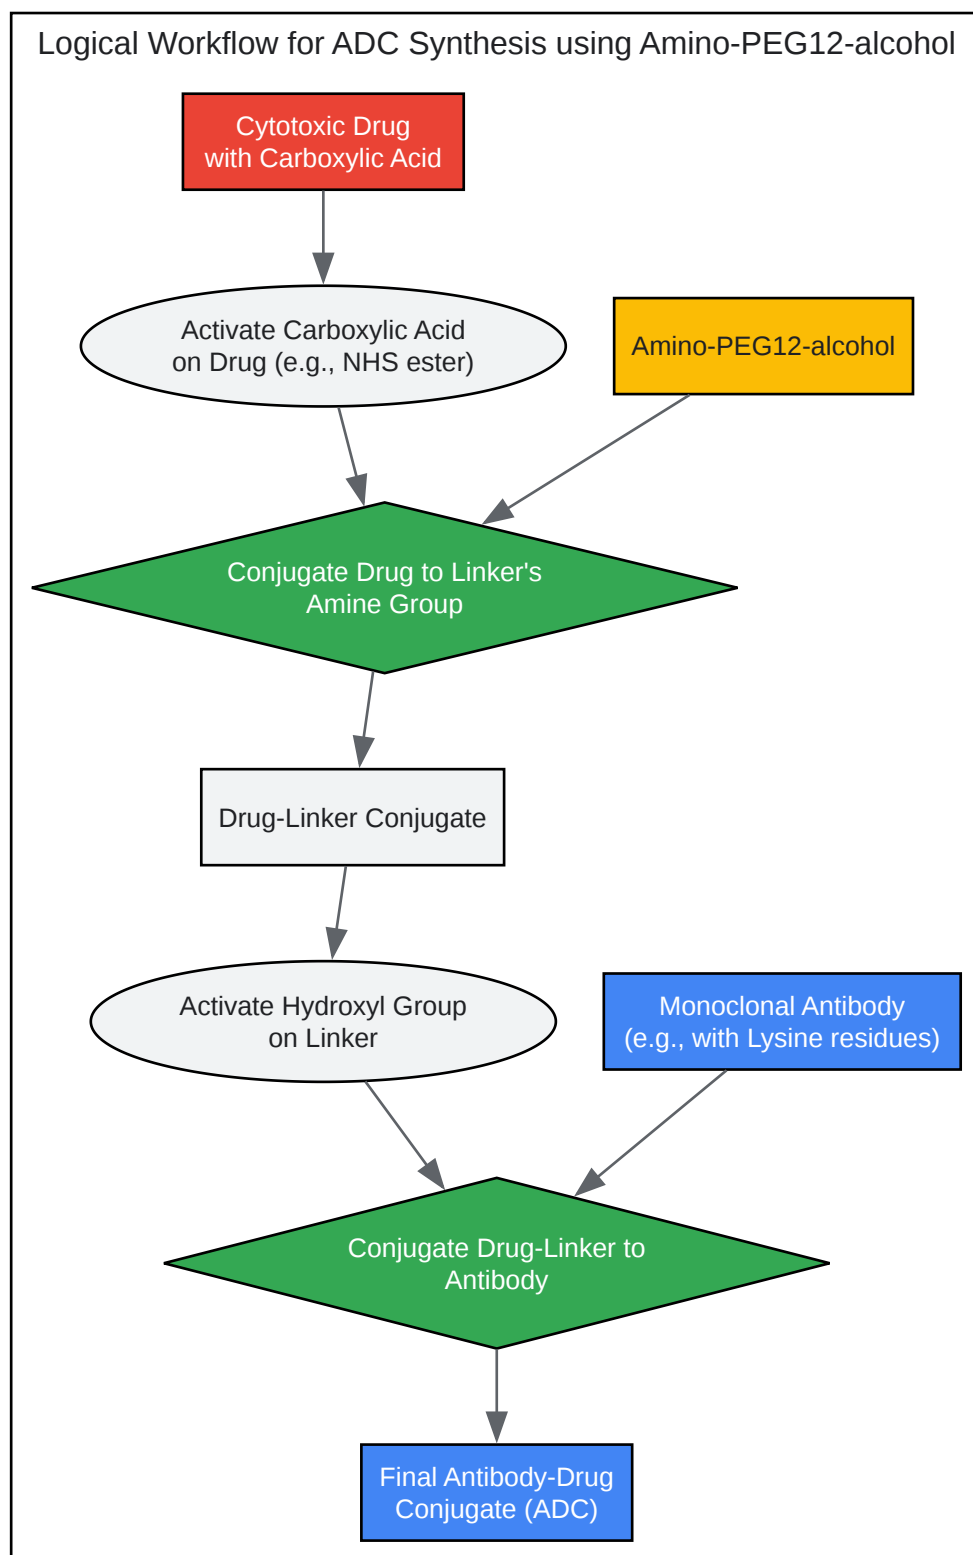 Logical Workflow for ADC Synthesis using Amino-PEG12-alcohol
Cytotoxic Drug
with Carboxylic Acid
Activate Carboxylic Acid
on Drug (e.g., NHS ester)
Amino-PEG12-alcohol
Conjugate Drug to Linker's
Amine Group
Drug-Linker Conjugate
Activate Hydroxyl Group
on Linker
Monoclonal Antibody
(e.g., with Lysine residues)
Conjugate Drug-Linker to
Antibody
Final Antibody-Drug
Conjugate (ADC)